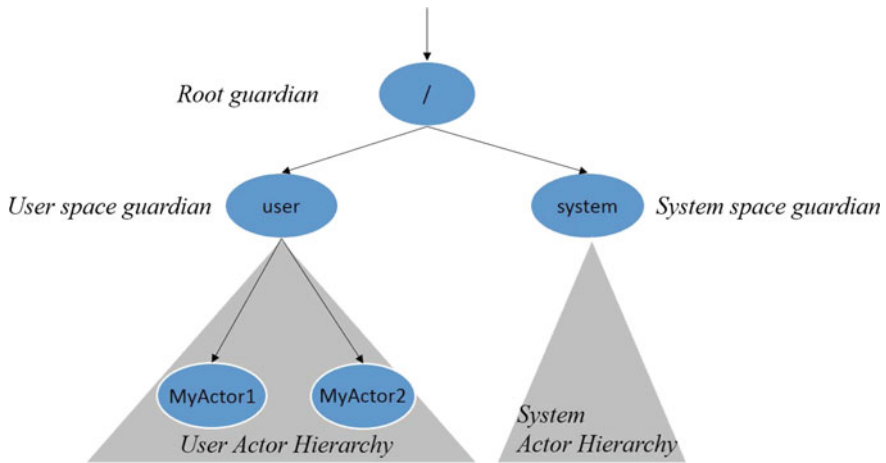 Root guardian
/
User space guardian
user
system
System space guardian
MyActor1
MyActor2
User Actor Hierarchy
System
Actor Hierarchy